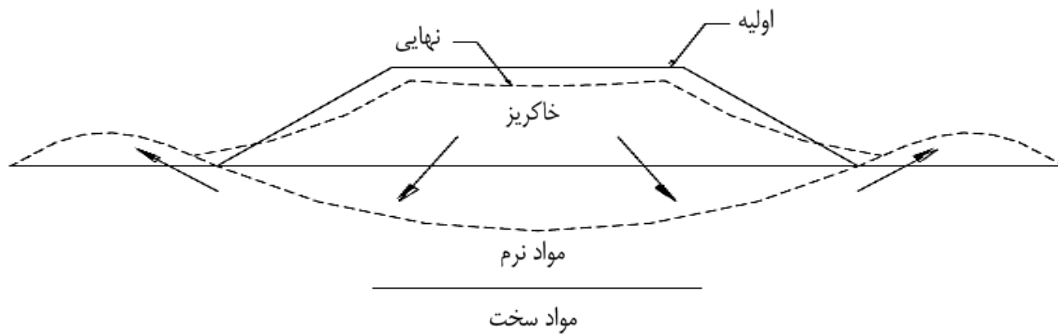 اولیه
نهایی
خاکریز
مواد نرم
مواد سخت